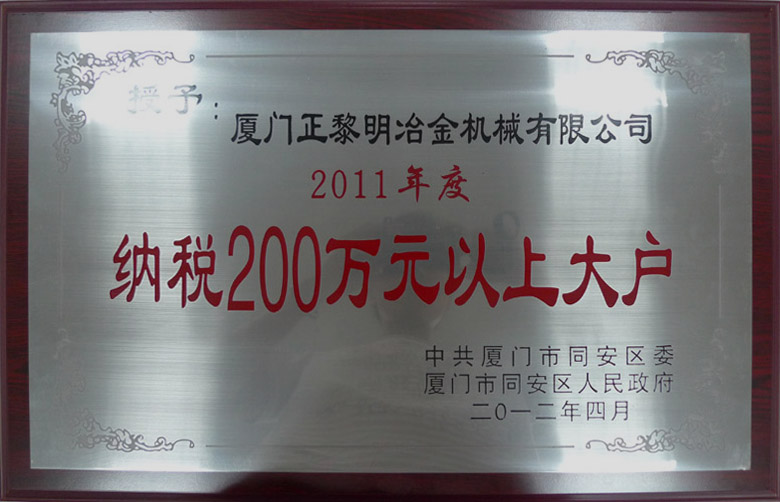 授予：
厦门正黎明冶金机械有限公司
2011年度
纳税200万元以上大户
中共厦门市同安区委
厦门市同安区人民政府
二〇一二年四月